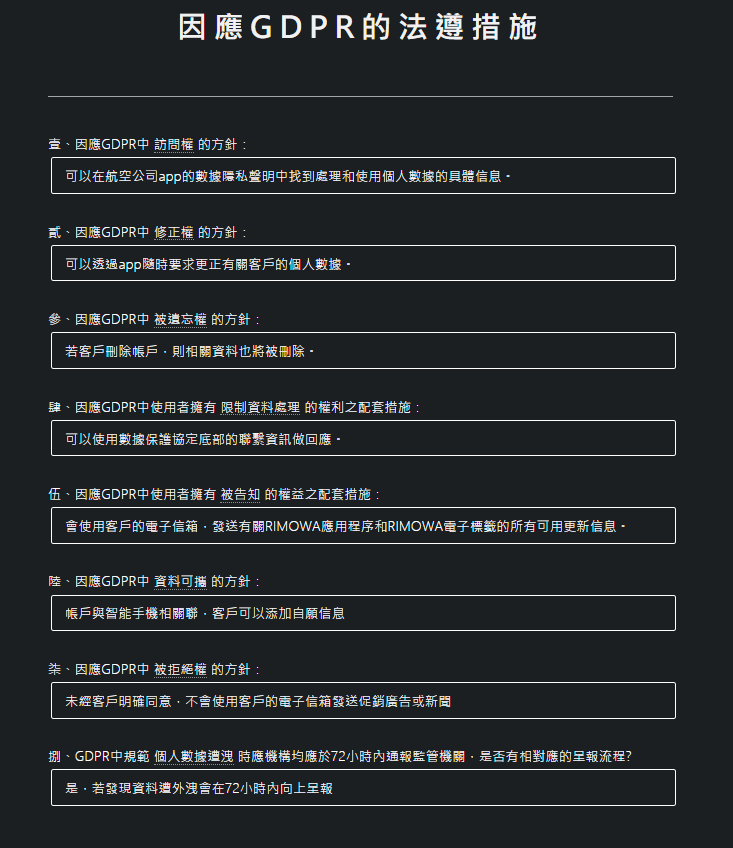 因應GDPR的法遵措施
壹、因應GDPR中 訪問權 的方針：
可以在航空公司app的數據隱私聲明中找到處理和使用個人數據的具體信息。
貳、因應GDPR中 修正權 的方針：
可以透過app隨時要求更正有關客戶的個人數據。
參、因應GDPR中 被遺忘權 的方針：
若客戶刪除帳戶，則相關資料也將被刪除。
肆、因應GDPR中使用者擁有 限制資料處理 的權利之配套措施：
可以使用數據保護協定底部的聯繫資訊做回應。
伍、因應GDPR中使用者擁有 被告知 的權益之配套措施：
會使用客戶的電子信箱，發送有關RIMOWA應用程序和RIMOWA電子標籤的所有可用更新信息。
陸、因應GDPR中 資料可攜 的方針：
帳戶與智能手機相關聯，客戶可以添加自願信息
柒、因應GDPR中 被拒絕權 的方針：
未經客戶明確同意，不會使用客戶的電子信箱發送促銷廣告或新聞
捌、GDPR中規範 個人數據遭洩 時應機構均應於72小時內通報監管機關，是否有相對應的呈報流程?
是，若發現資料遭外洩會在72小時內向上呈報